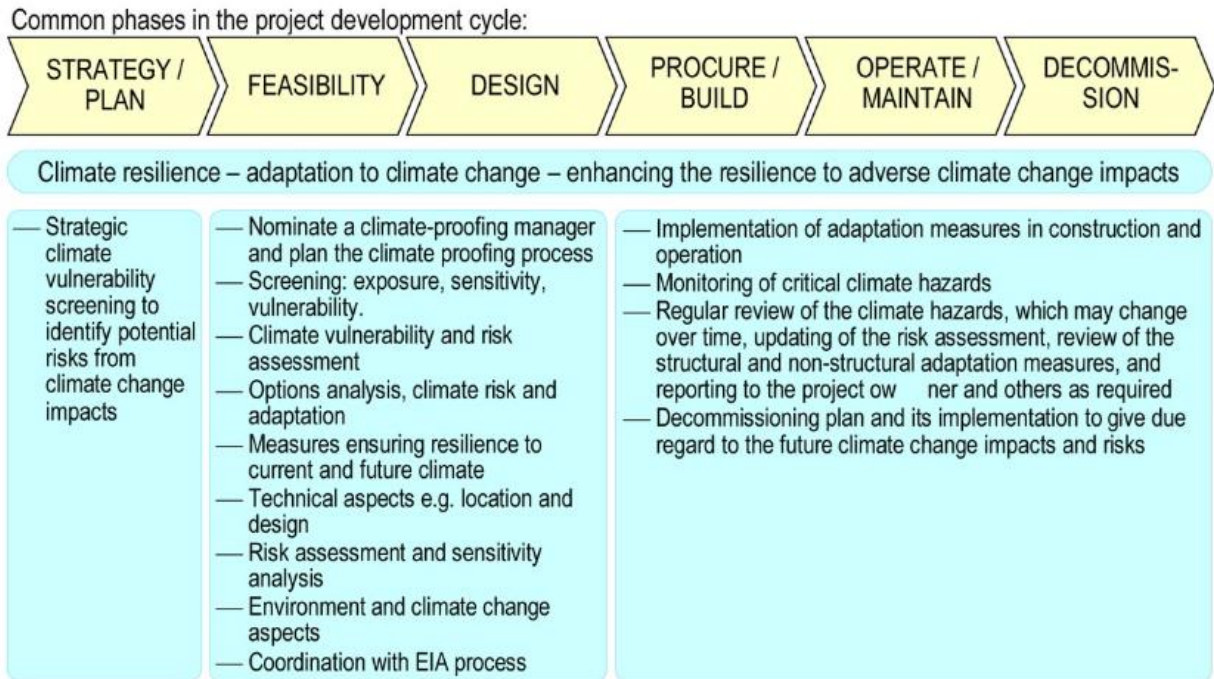 Common phases in the project development cycle:
STRATEGY /
PLAN
FEASIBILITY
DESIGN
PROCURE /
BUILD
OPERATE /
MAINTAIN
DECOMMIS-
SION
Climate resilience – adaptation to climate change – enhancing the resilience to adverse climate change impacts
— Strategic
climate
vulnerability
screening to
identify potential
risks from
climate change
impacts
— Nominate a climate-proofing manager
and plan the climate proofing process
— Screening: exposure, sensitivity,
vulnerability.
— Climate vulnerability and risk
assessment
— Options analysis, climate risk and
adaptation
— Measures ensuring resilience to
current and future climate
— Technical aspects e.g. location and
design
— Risk assessment and sensitivity
analysis
— Environment and climate change
aspects
— Coordination with EIA process
— Implementation of adaptation measures in construction and
operation
— Monitoring of critical climate hazards
— Regular review of the climate hazards, which may change
over time, updating of the risk assessment, review of the
structural and non-structural adaptation measures, and
reporting to the project ow ner and others as required
— Decommissioning plan and its implementation to give due
regard to the future climate change impacts and risks